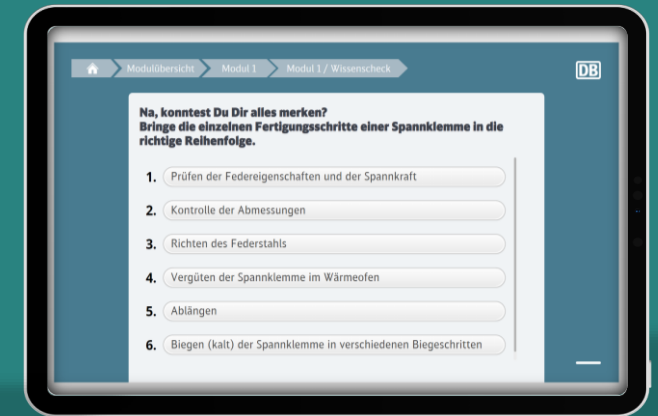 Modulübersicht Modul 1 Modul 1 / Wissenscheck
DB
Na, konntest Du Dir alles merken?
Bringe die einzelnen Fertigungsschritte einer Spannklemme in die
richtige Reihenfolge.
1. Prüfen der Federeigenschaften und der Spannkraft
2. Kontrolle der Abmessungen
3. Richten des Federstahls
4. Vergüten der Spannklemme im Wärmeofen
5. Ablängen
6. Biegen (kalt) der Spannklemme in verschiedenen Biegeschritten